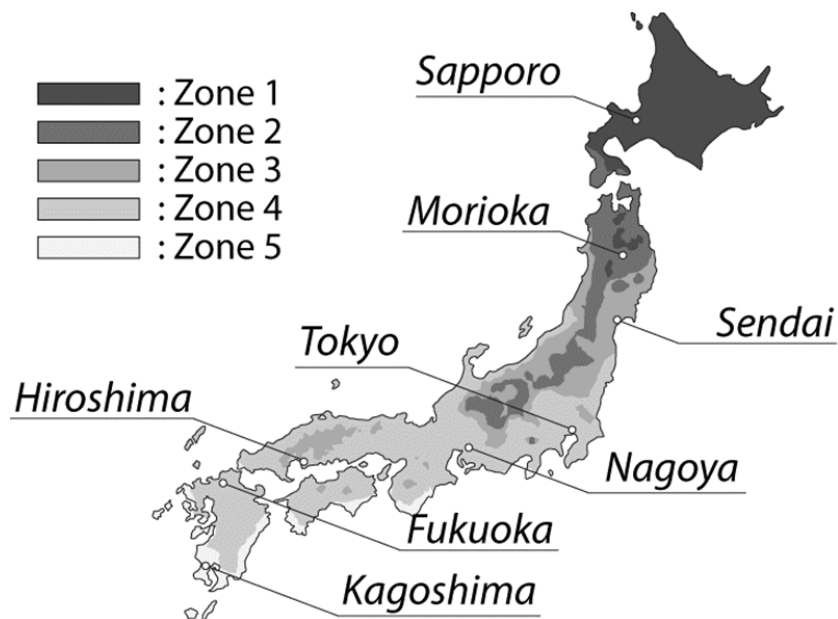 Sapporo
: Zone 1
: Zone 2
: Zone 3
: Zone 4
: Zone 5
Morioka
Sendai
Tokyo
Hiroshima
Nagoya
Fukuoka
Kagoshima